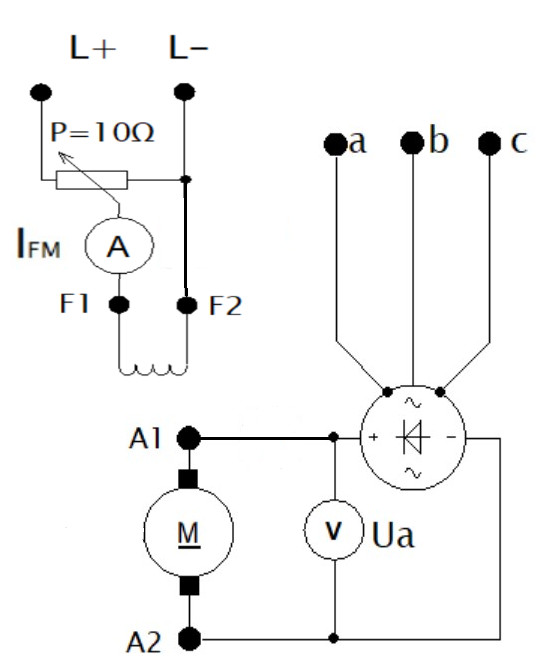 L+ L−
P=10Ω
a b c
IFM A
F1 F2
A1
+ ~ −
~
M
V Ua
A2